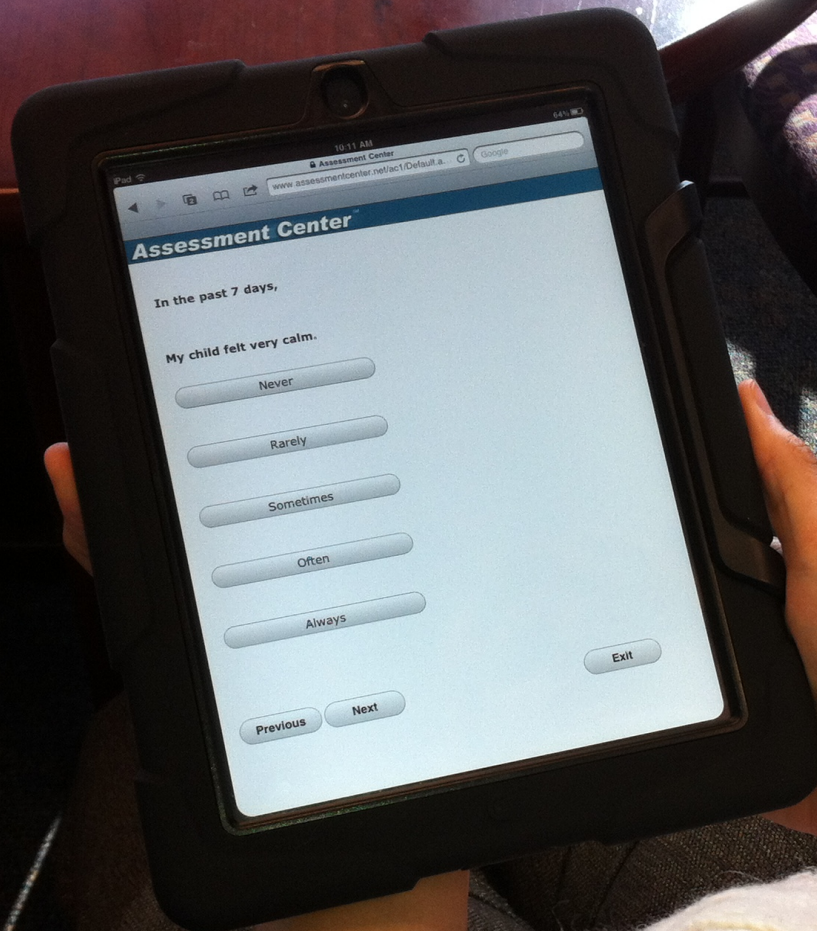 iPad
10:11 AM
64%
Assessment Center
www.assessmentcenter.net/ac1/Default.a..
Google
Assessment Center™
In the past 7 days,
My child felt very calm.
Never
Rarely
Sometimes
Often
Always
Exit
Previous
Next